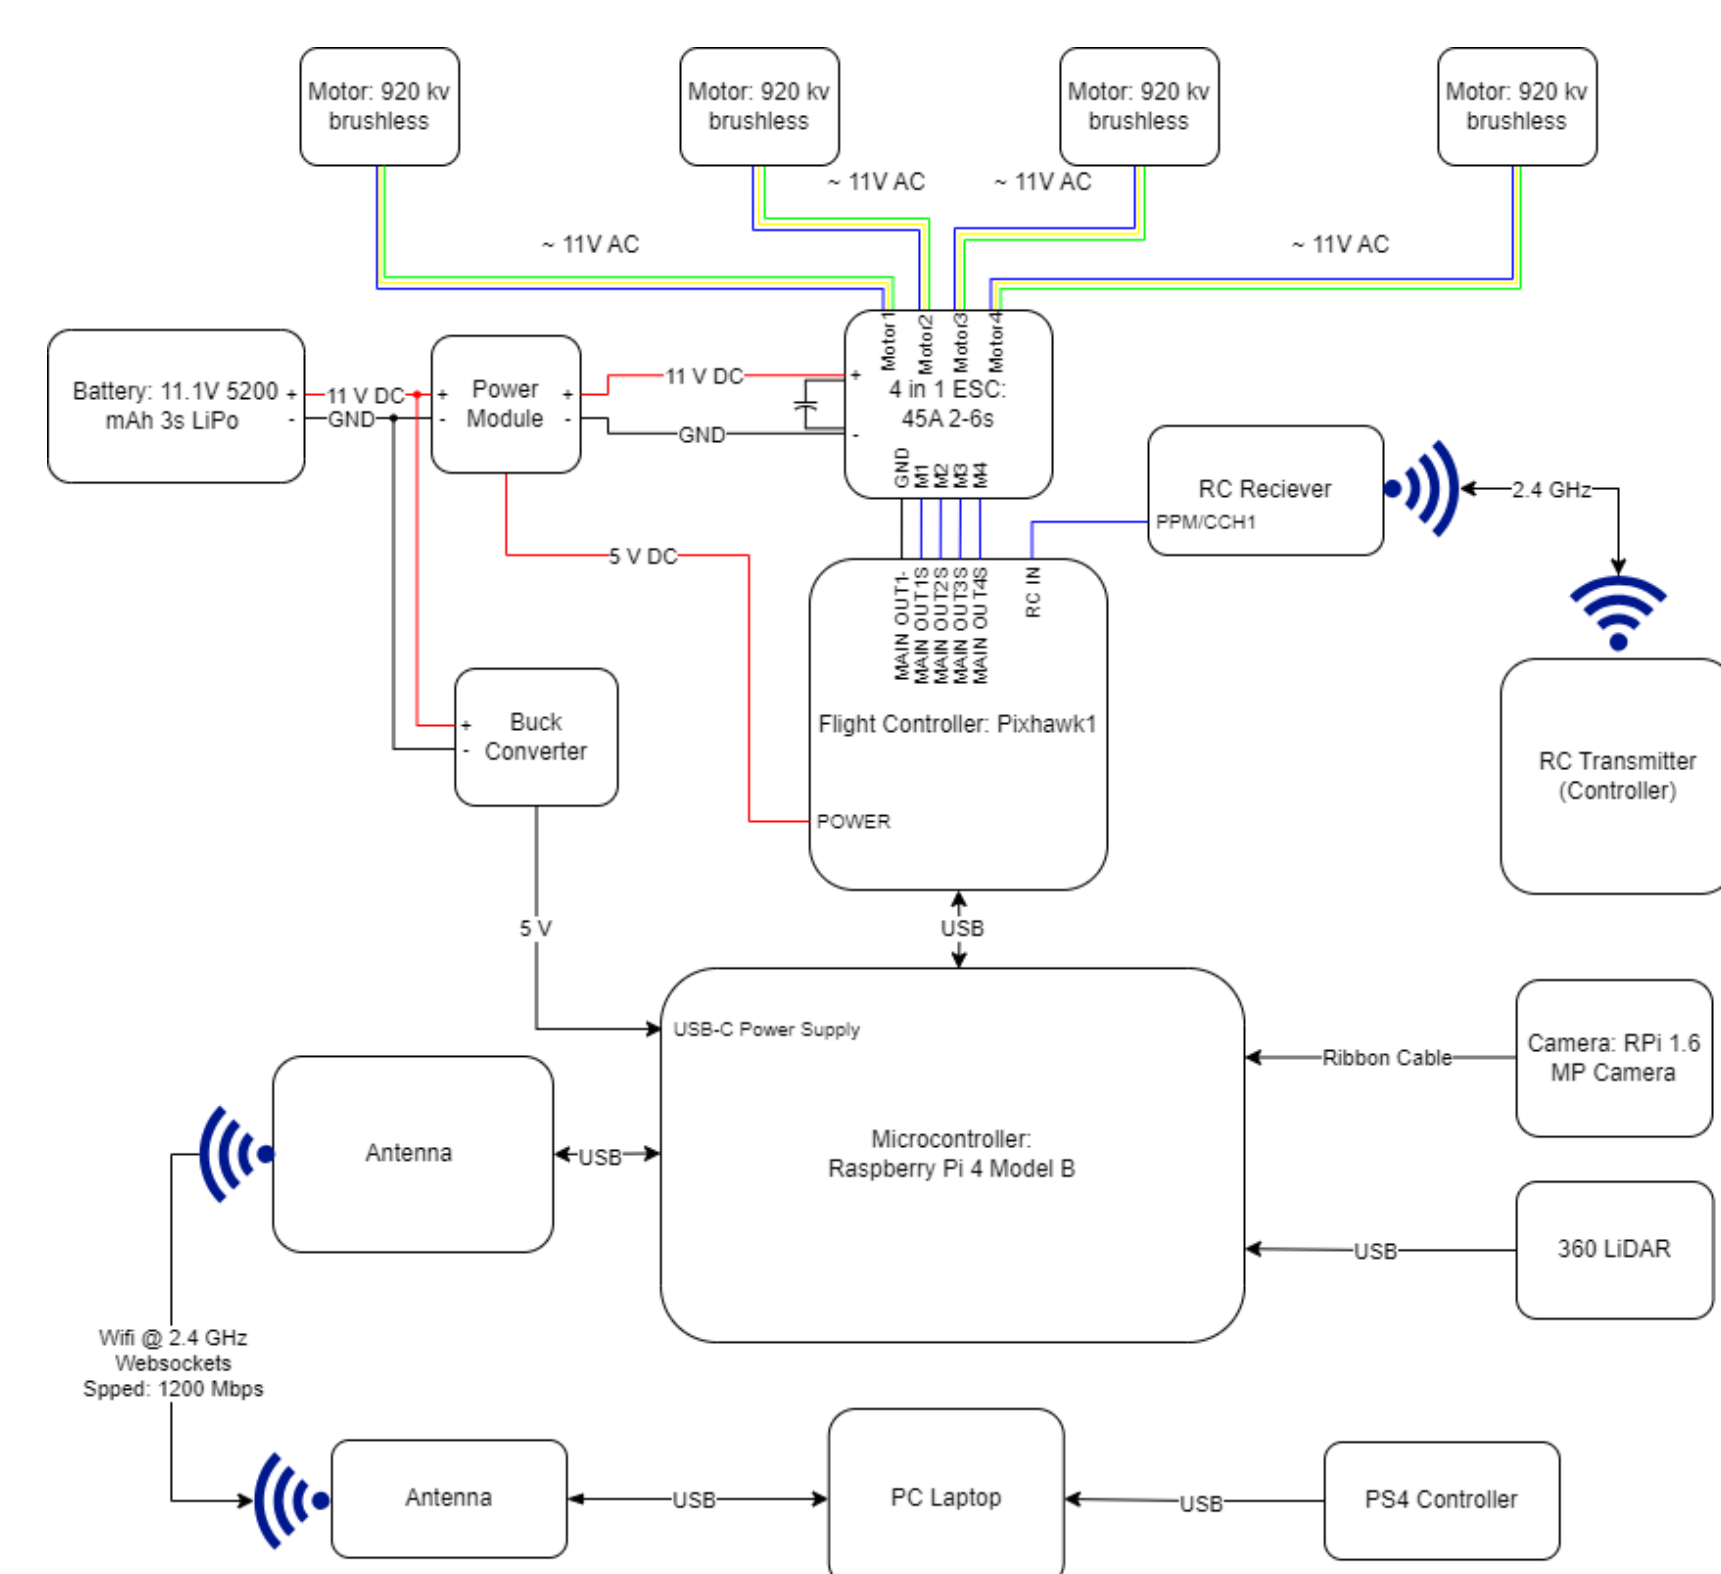 Motor: 920 kv
brushless
Motor: 920 kv
brushless
Motor: 920 kv
brushless
Motor: 920 kv
brushless
~ 11V AC
~ 11V AC
~ 11V AC
~ 11V AC
Motor1
Motor2
Motor3
Motor4
Battery: 11.1V 5200
mAh 3s LiPo
+
-
11 V DC
GND
+
-
Power
Module
+
-
11 V DC
GND
+
-
4 in 1 ESC:
45A 2-6s
GND
M1
M2
M3
M4
RC Reciever
PPM/CCH1
2.4 GHz
5 V DC
MAIN OUT1-
MAIN OUT1S
MAIN OUT2S
MAIN OUT3S
MAIN OUT4S
RC IN
Flight Controller: Pixhawk1
POWER
RC Transmitter
(Controller)
+
-
Buck
Converter
5 V
USB
USB-C Power Supply
Microcontroller:
Raspberry Pi 4 Model B
Ribbon Cable
Camera: RPi 1.6
MP Camera
USB
360 LiDAR
Antenna
USB
Wifi @ 2.4 GHz
Websockets
Spped: 1200 Mbps
Antenna
USB
PC Laptop
USB
PS4 Controller